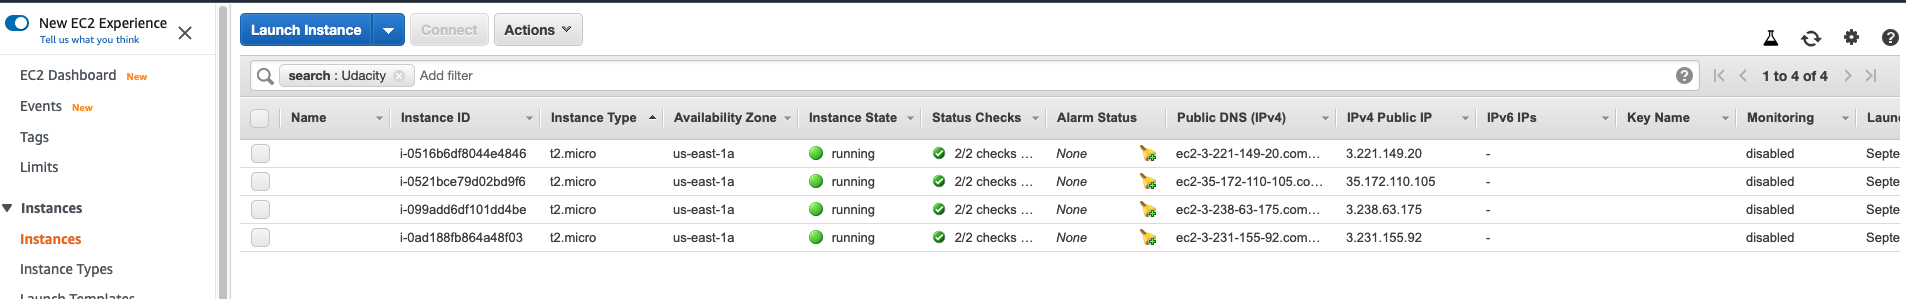 New EC2 Experience
Tell us what you think
EC2 Dashboard New
Events New
Tags
Limits
Instances
Instances
Instance Types
Launch Templates
Launch Instance Connect Actions
search : Udacity Add filter 1 to 4 of 4
Name Instance ID Instance Type Availability Zone Instance State Status Checks Alarm Status Public DNS (IPv4) IPv4 Public IP IPv6 IPs Key Name Monitoring Launc
i-0516b6df8044e4846 t2.micro us-east-1a running 2/2 checks ... None ec2-3-221-149-20.com... 3.221.149.20 - disabled Septe
i-0521bce79d02bd9f6 t2.micro us-east-1a running 2/2 checks ... None ec2-35-172-110-105.co... 35.172.110.105 - disabled Septe
i-099add6df101dd4be t2.micro us-east-1a running 2/2 checks ... None ec2-3-238-63-175.com... 3.238.63.175 - disabled Septe
i-0ad188fb864a48f03 t2.micro us-east-1a running 2/2 checks ... None ec2-3-231-155-92.com... 3.231.155.92 - disabled Septe